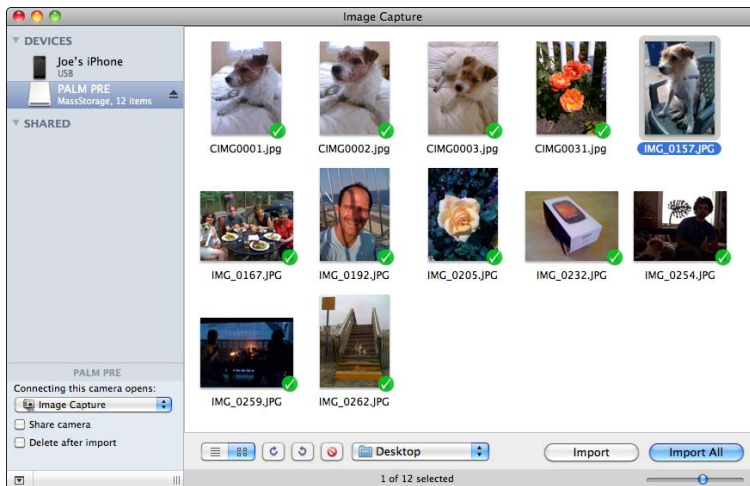 Image Capture
DEVICES
Joe's iPhone
USB
PALM PRE
MassStorage, 12 items
SHARED
CIMG0001.jpg
CIMG0002.jpg
CIMG0003.jpg
CIMG0031.jpg
IMG_0157.JPG
IMG_0167.JPG
IMG_0192.JPG
IMG_0205.JPG
IMG_0232.JPG
IMG_0254.JPG
IMG_0259.JPG
IMG_0262.JPG
PALM PRE
Connecting this camera opens:
Image Capture
Share camera
Delete after import
Desktop
Import
Import All
1 of 12 selected